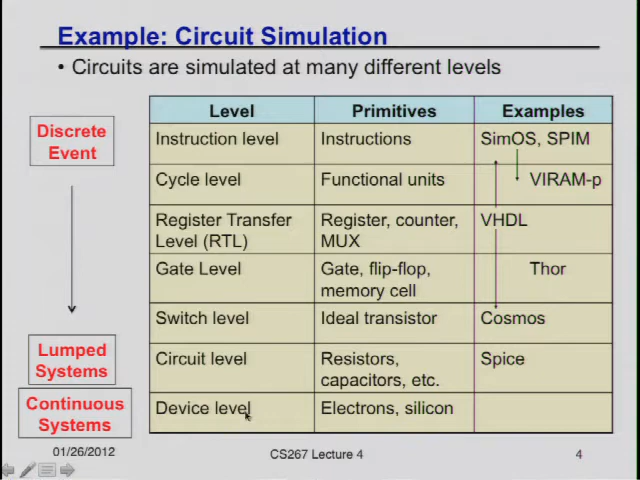 Example: Circuit Simulation
• Circuits are simulated at many different levels
Level Primitives Examples
Discrete
Event
Instruction level Instructions SimOS, SPIM
Cycle level Functional units VIRAM-p
Register Transfer
Level (RTL)
Register, counter,
MUX
VHDL
Gate Level
Gate, flip-flop,
memory cell
Thor
Switch level Ideal transistor Cosmos
Lumped
Systems
Circuit level
Resistors,
capacitors, etc.
Spice
Continuous
Systems
Device level Electrons, silicon
01/26/2012 CS267 Lecture 4 4